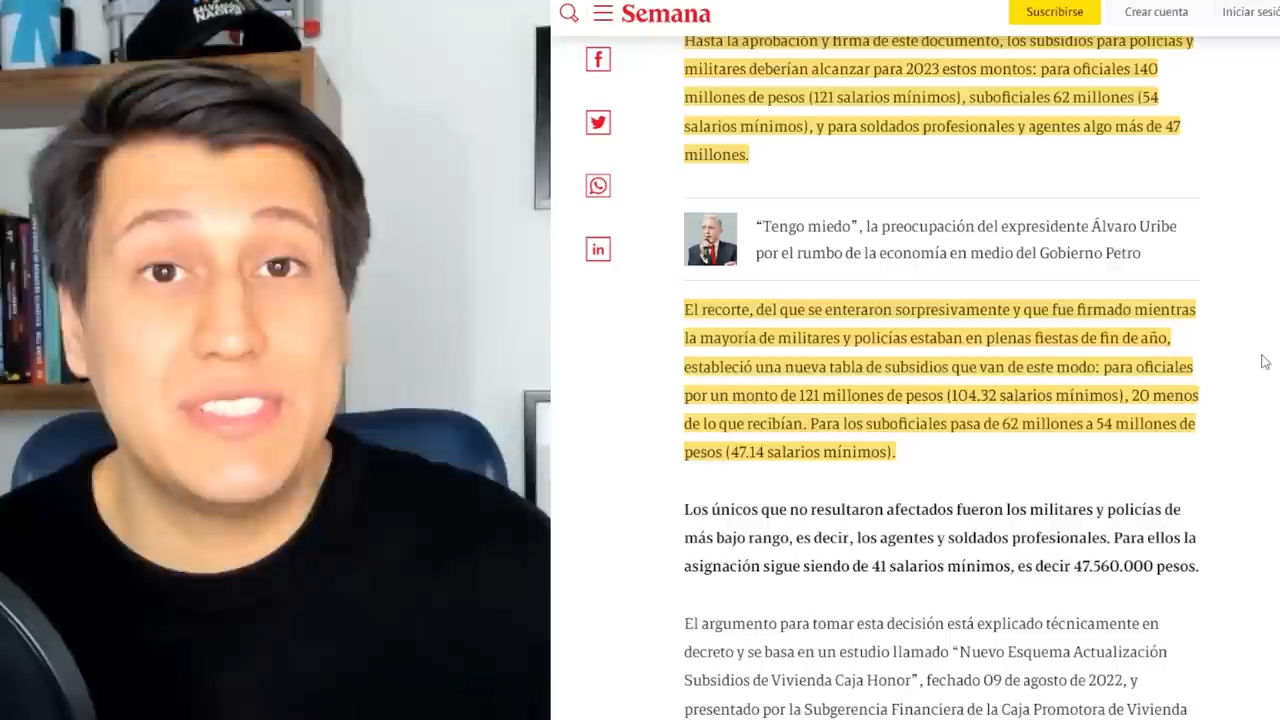 SALVACIÓN
NACIO
Semana
Suscribirse
Crear cuenta
Iniciar sesió
Hasta la aprobación y firma de este documento, los subsidios para policías y
militares deberían alcanzar para 2023 estos montos: para oficiales 140
millones de pesos (121 salarios mínimos), suboficiales 62 millones (54
salarios mínimos), y para soldados profesionales y agentes algo más de 47
millones.
“Tengo miedo”, la preocupación del expresidente Álvaro Uribe
por el rumbo de la economía en medio del Gobierno Petro
El recorte, del que se enteraron sorpresivamente y que fue firmado mientras
la mayoría de militares y policías estaban en plenas fiestas de fin de año,
estableció una nueva tabla de subsidios que van de este modo: para oficiales
por un monto de 121 millones de pesos (104.32 salarios mínimos), 20 menos
de lo que recibían. Para los suboficiales pasa de 62 millones a 54 millones de
pesos (47.14 salarios mínimos).
Los únicos que no resultaron afectados fueron los militares y policías de
más bajo rango, es decir, los agentes y soldados profesionales. Para ellos la
asignación sigue siendo de 41 salarios mínimos, es decir 47.560.000 pesos.
El argumento para tomar esta decisión está explicado técnicamente en
decreto y se basa en un estudio llamado “Nuevo Esquema Actualización
Subsidios de Vivienda Caja Honor”, fechado 09 de agosto de 2022, y
presentado por la Subgerencia Financiera de la Caja Promotora de Vivienda